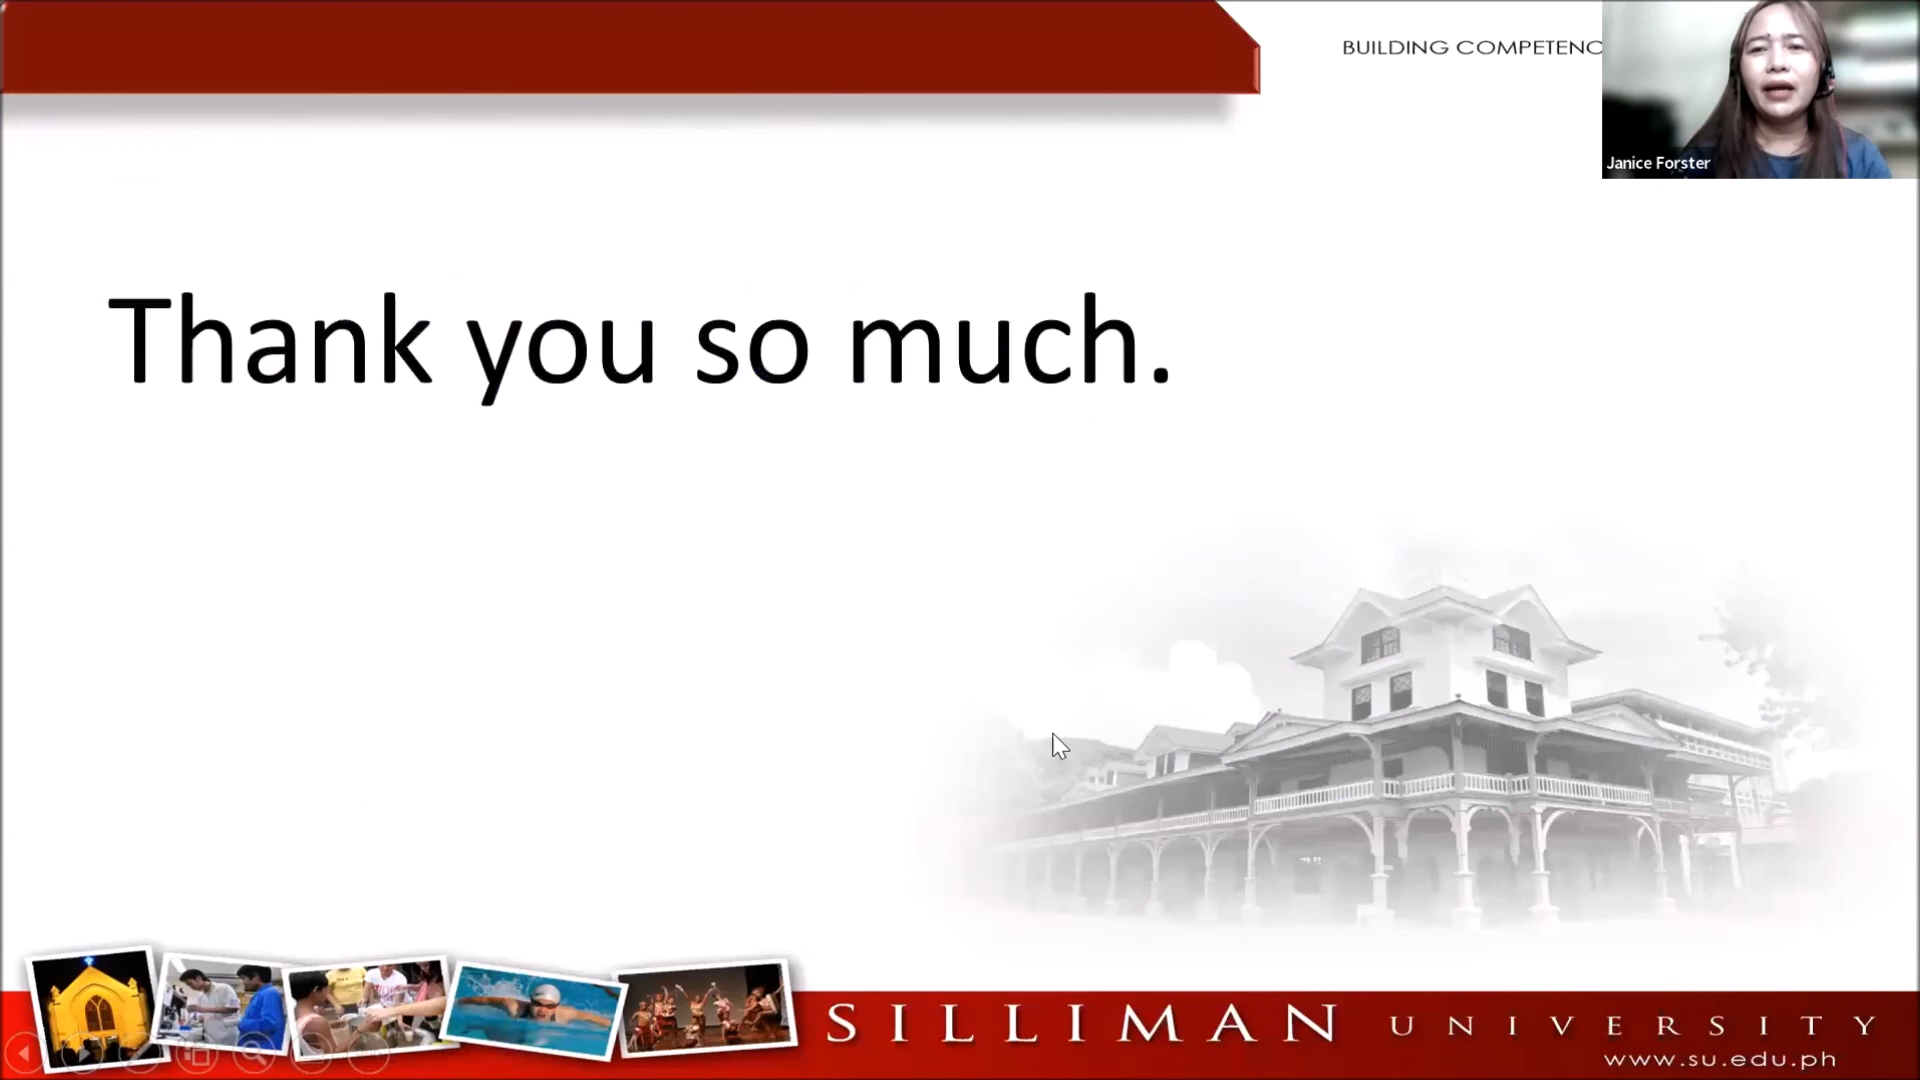 BUILDING COMPETENC
Janice Forster
Thank you so much.
SILLIMAN UNIVERSITY
www.su.edu.ph